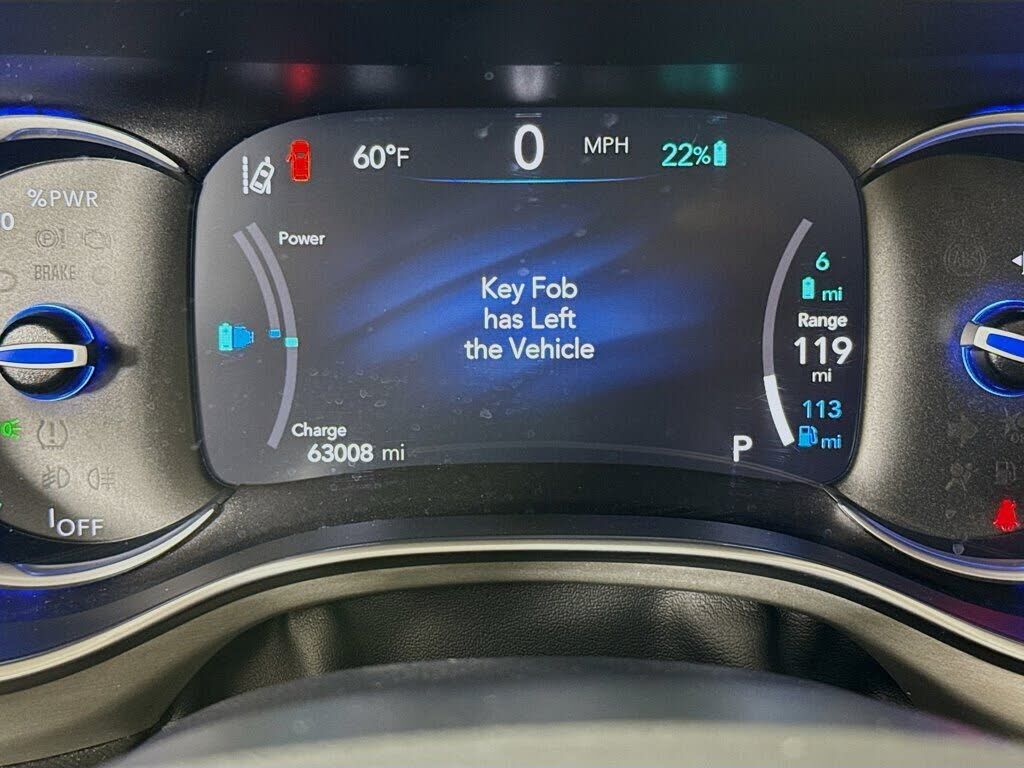 60°F 0 MPH 22%
%PWR
0
Power
BRAKE
6
mi
Key Fob
has Left
the Vehicle
Range
119
mi
113
mi
Charge
63008 mi
P
OFF